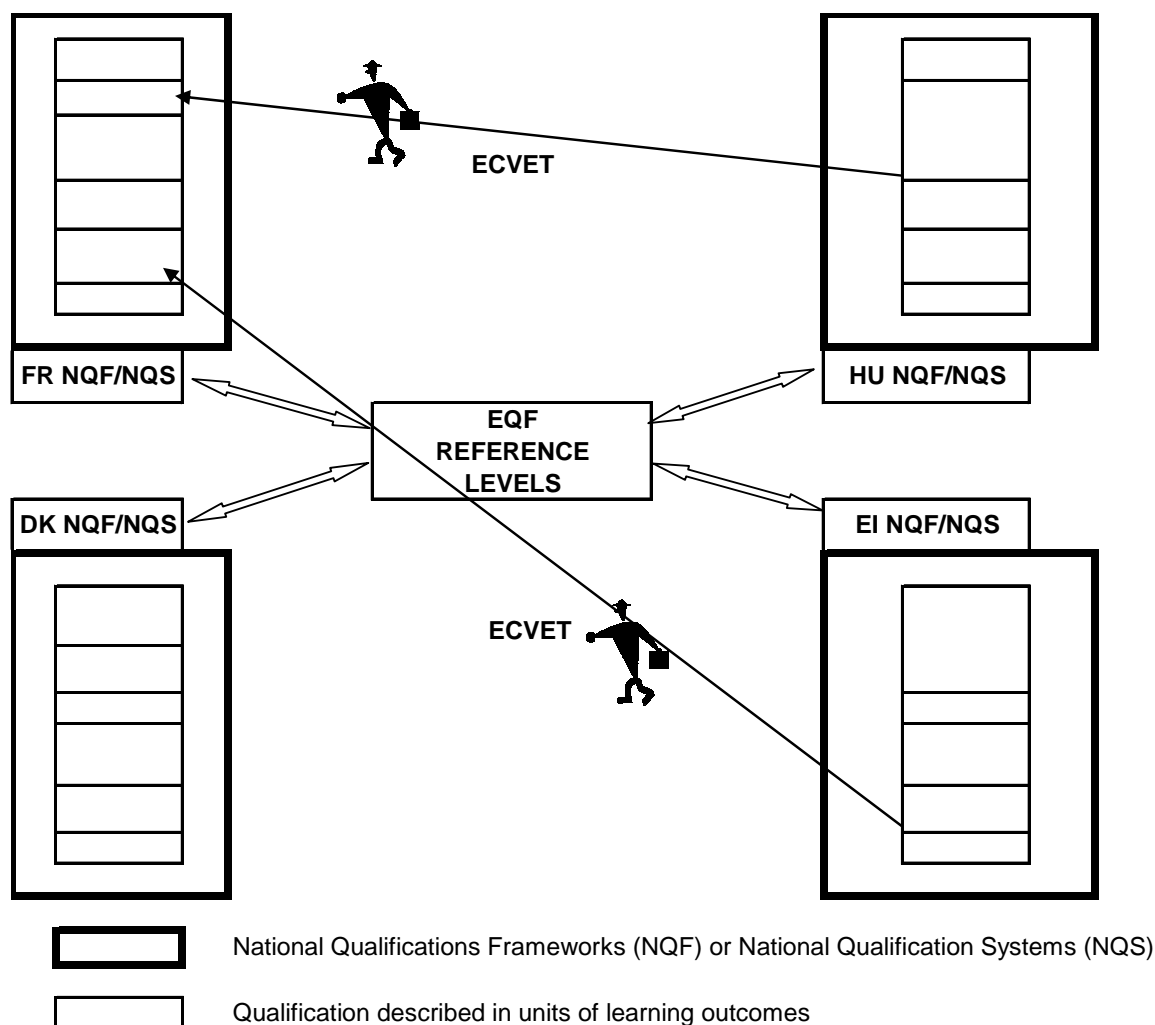 ECVET
FR NQF/NQS
HU NQF/NQS
EQF
REFERENCE
LEVELS
DK NQF/NQS
EI NQF/NQS
ECVET
National Qualifications Frameworks (NQF) or National Qualification Systems (NQS)
Qualification described in units of learning outcomes